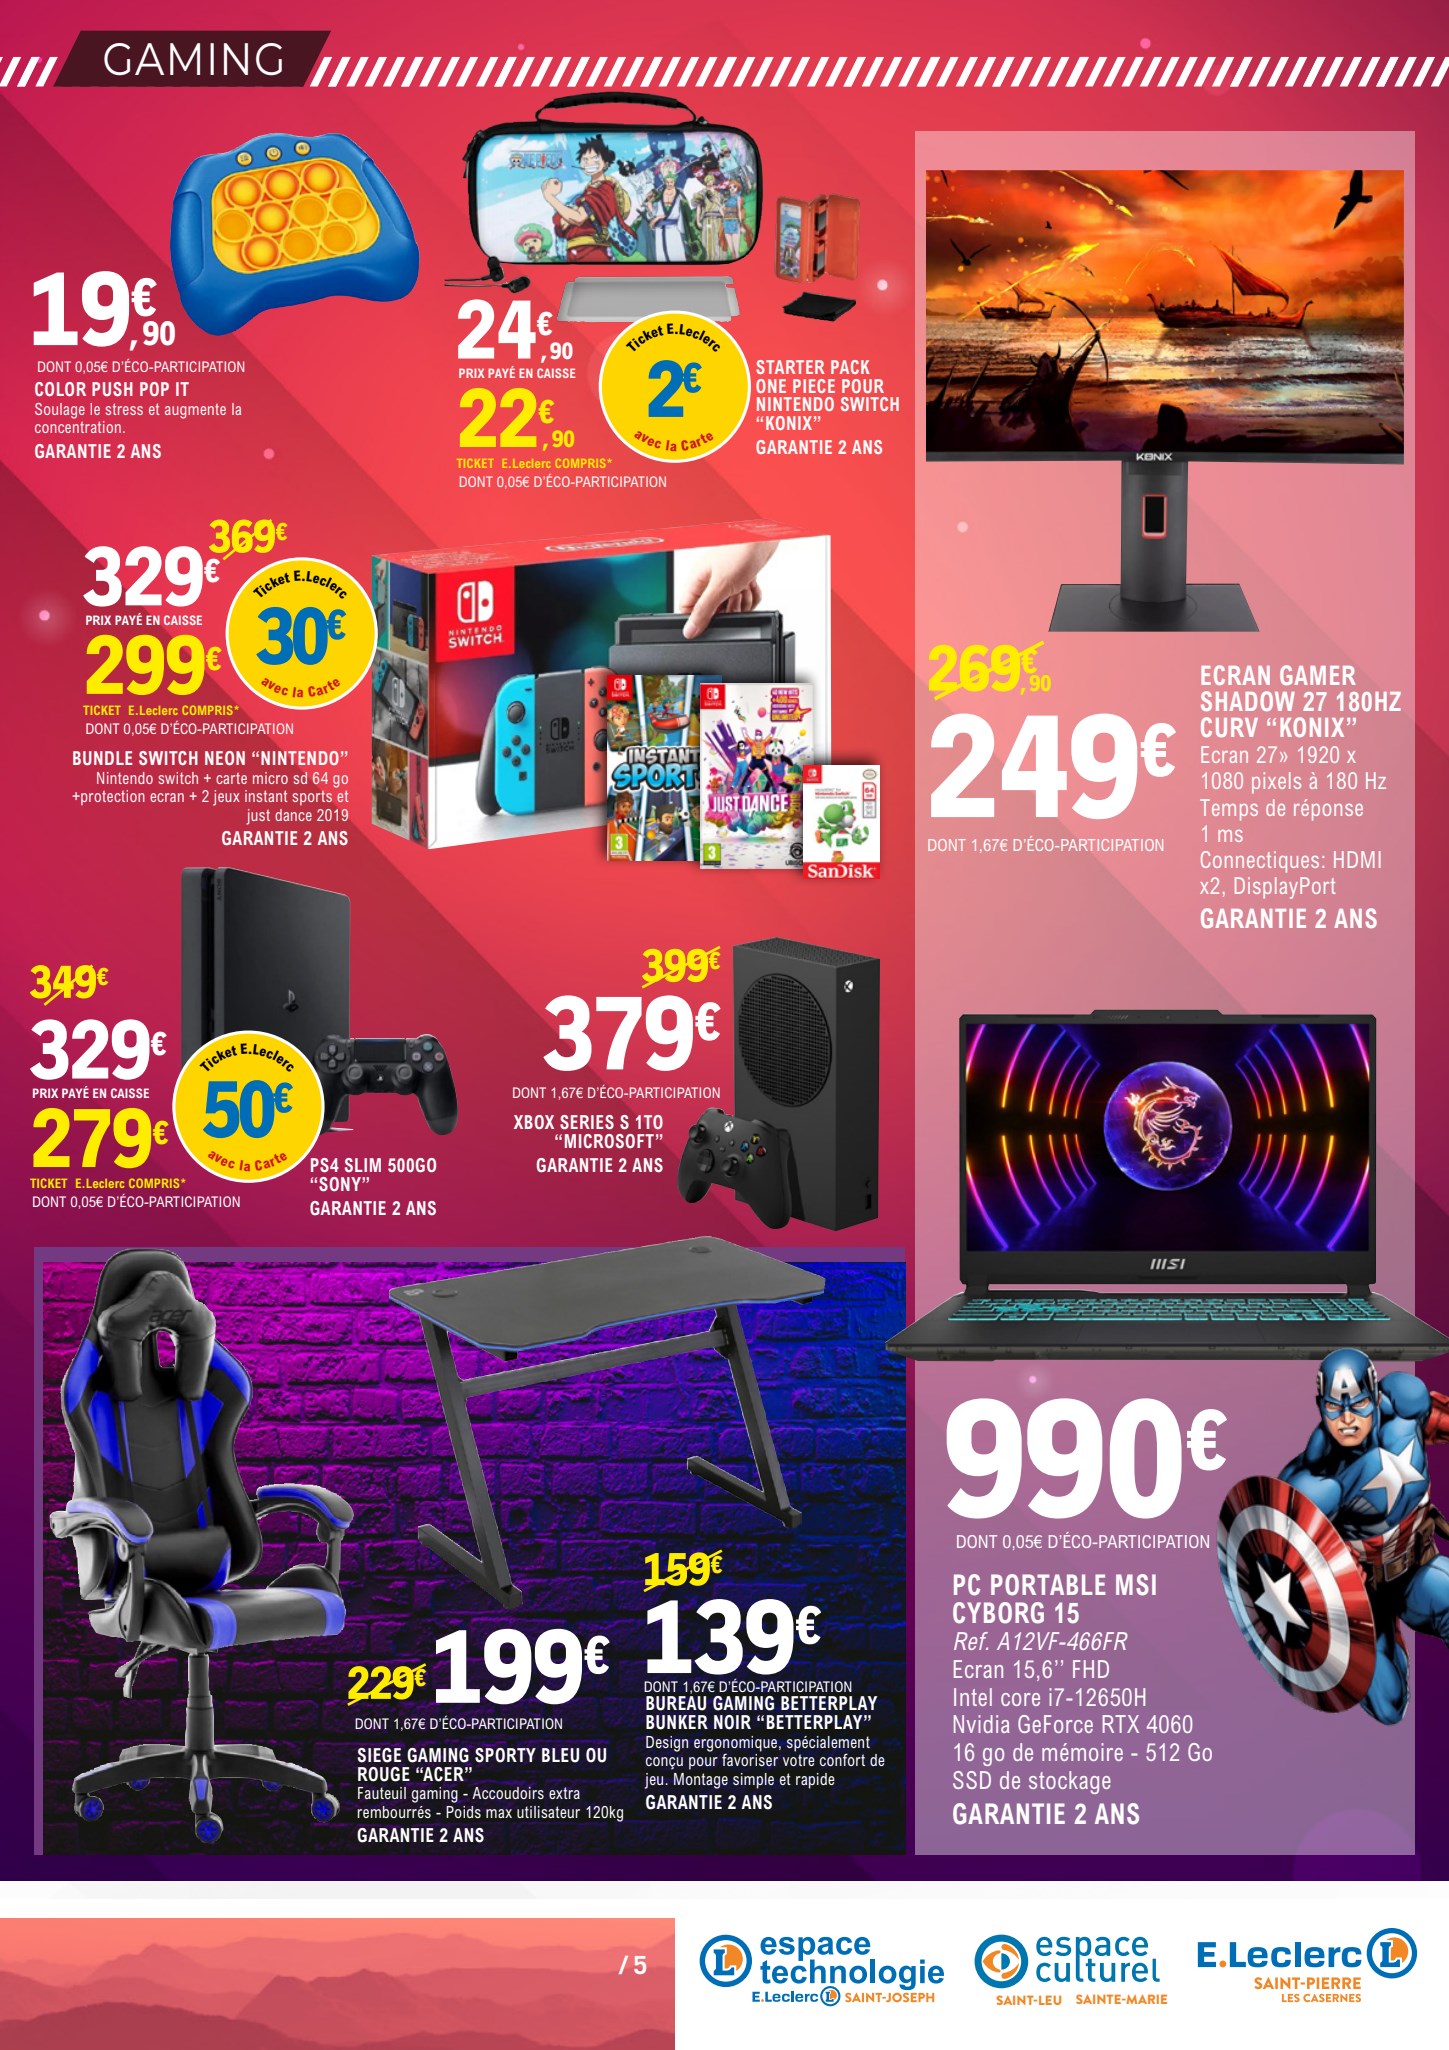 GAMING
19€,90
DONT 0,05€ D'ÉCO-PARTICIPATION
COLOR PUSH POP IT
Soulage le stress et augmente la
concentration.
GARANTIE 2 ANS
24€,90
PRIX PAYÉ EN CAISSE
22€,90
TICKET E.Leclerc COMPRIS*
DONT 0,05€ D'ÉCO-PARTICIPATION
Ticket E.Leclerc
2€
avec la Carte
STARTER PACK
ONE PIECE POUR
NINTENDO SWITCH
“KONIX”
GARANTIE 2 ANS
369€
329€
PRIX PAYÉ EN CAISSE
299€
TICKET E.Leclerc COMPRIS*
DONT 0,05€ D'ÉCO-PARTICIPATION
Ticket E.Leclerc
30€
avec la Carte
BUNDLE SWITCH NEON “NINTENDO”
Nintendo switch + carte micro sd 64 go
+protection ecran + 2 jeux instant sports et
just dance 2019
GARANTIE 2 ANS
Nintendo
NINTENDO
SWITCH
INSTANT
SPORTS
JUST DANCE
SanDisk
KONIX
269€,90
249€
DONT 1,67€ D'ÉCO-PARTICIPATION
ECRAN GAMER
SHADOW 27 180HZ
CURV “KONIX”
Ecran 27» 1920 x
1080 pixels à 180 Hz
Temps de réponse
1 ms
Connectiques: HDMI
x2, DisplayPort
GARANTIE 2 ANS
349€
329€
PRIX PAYÉ EN CAISSE
279€
TICKET E.Leclerc COMPRIS*
DONT 0,05€ D'ÉCO-PARTICIPATION
Ticket E.Leclerc
50€
avec la Carte
PS4 SLIM 500GO
“SONY”
GARANTIE 2 ANS
399€
379€
DONT 1,67€ D'ÉCO-PARTICIPATION
XBOX SERIES S 1TO
“MICROSOFT”
GARANTIE 2 ANS
msi
990€
DONT 0,05€ D'ÉCO-PARTICIPATION
PC PORTABLE MSI
CYBORG 15
Ref. A12VF-466FR
Ecran 15,6’’ FHD
Intel core i7-12650H
Nvidia GeForce RTX 4060
16 go de mémoire - 512 Go
SSD de stockage
GARANTIE 2 ANS
acer
229€ 199€
DONT 1,67€ D'ÉCO-PARTICIPATION
SIEGE GAMING SPORTY BLEU OU
ROUGE “ACER”
Fauteuil gaming - Accoudoirs extra
rembourrés - Poids max utilisateur 120kg
GARANTIE 2 ANS
159€
139€
DONT 1,67€ D'ÉCO-PARTICIPATION
BUREAU GAMING BETTERPLAY
BUNKER NOIR “BETTERPLAY”
Design ergonomique, spécialement
conçu pour favoriser votre confort de
jeu. Montage simple et rapide
GARANTIE 2 ANS
/ 5
espace
technologie
E.Leclerc L SAINT-JOSEPH
espace
culturel
SAINT-LEU SAINTE-MARIE
E.Leclerc L
SAINT-PIERRE
LES CASERNES